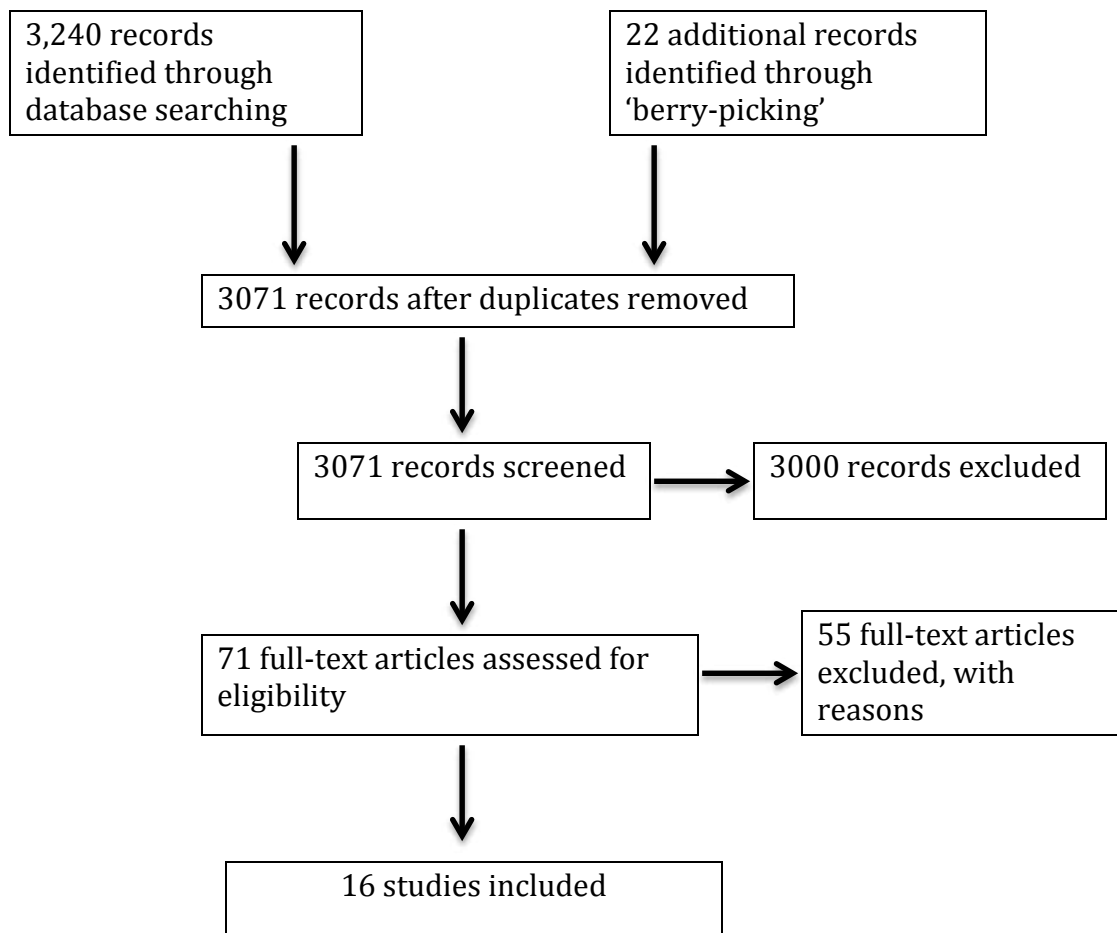 3,240 records
identified through
database searching
22 additional records
identified through
‘berry-picking’
3071 records after duplicates removed
3071 records screened
3000 records excluded
71 full-text articles assessed for
eligibility
55 full-text articles
excluded, with
reasons
16 studies included